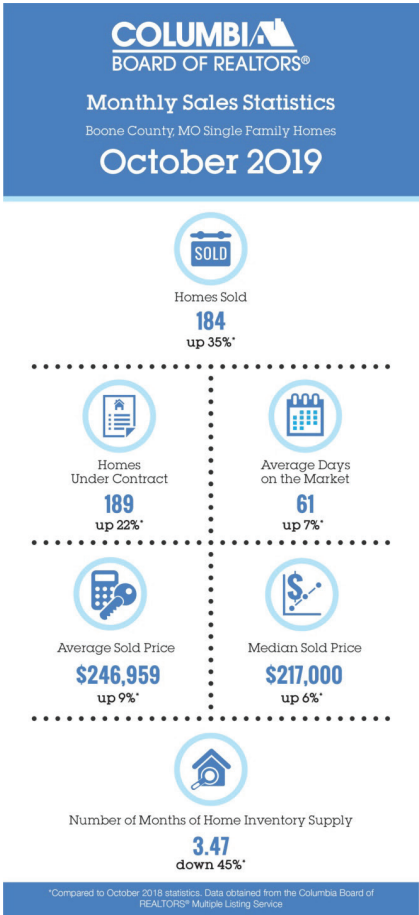 COLUMBIA
BOARD OF REALTORS®
Monthly Sales Statistics
Boone County, MO Single Family Homes
October 2019
SOLD
Homes Sold
184
up 35%*
Homes
Under Contract
189
up 22%*
Average Days
on the Market
61
up 7%*
Average Sold Price
$246,959
up 9%*
$
Median Sold Price
$217,000
up 6%*
Number of Months of Home Inventory Supply
3.47
down 45%*
*Compared to October 2018 statistics. Data obtained from the Columbia Board of
REALTORS® Multiple Listing Service